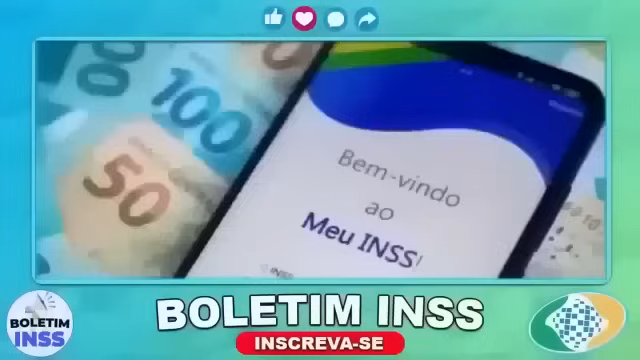 100
50
Bem-vindo
ao
Meu INSS!
BOLETIM
INSS
BOLETIM INSS
INSCREVA-SE